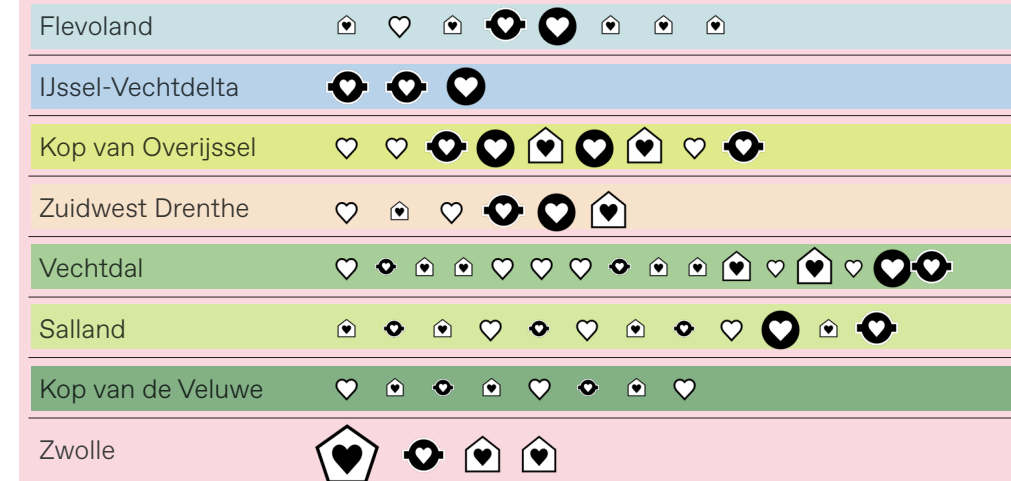 Flevoland
IJssel-Vechtdelta
Kop van Overijssel
Zuidwest Drenthe
Vechtdal
Salland
Kop van de Veluwe
Zwolle